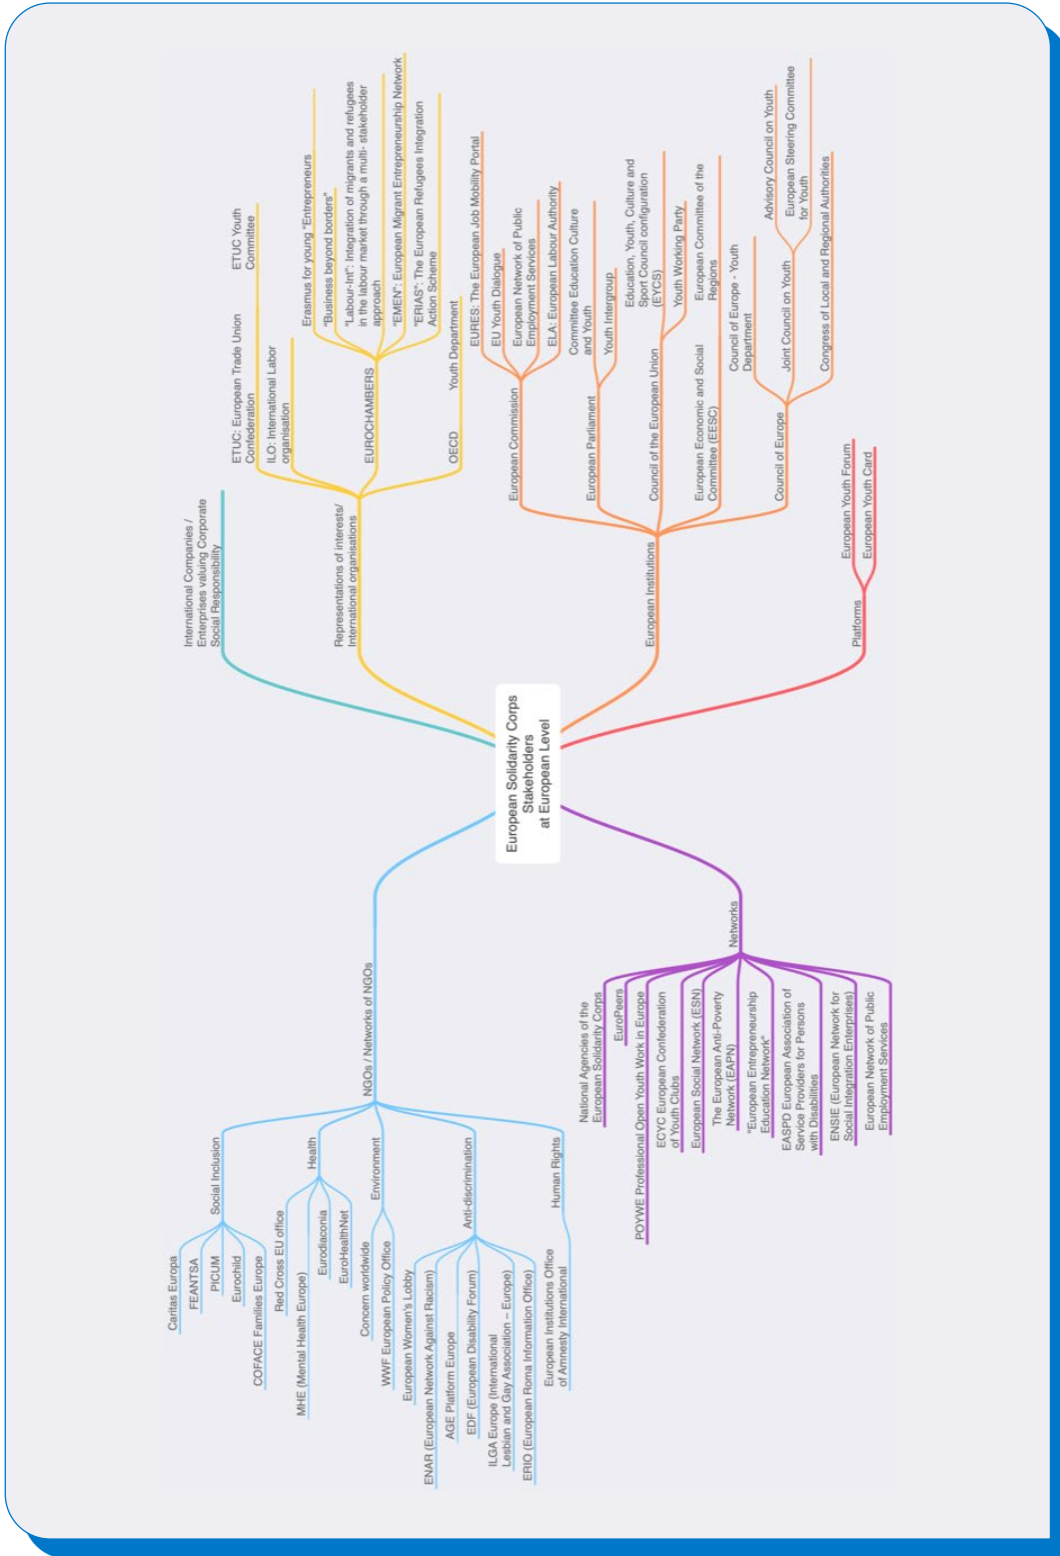 European Solidarity Corps
Stakeholders
at European Level
NGOs / Networks of NGOs
Social Inclusion
Caritas Europa
FEANTSA
PICUM
Eurochild
COFACE Families Europe
Health
Red Cross EU office
MHE (Mental Health Europe)
Eurodiaconia
EuroHealthNet
Environment
Concern worldwide
WWF European Policy Office
Anti-discrimination
European Women's Lobby
ENAR (European Network Against Racism)
AGE Platform Europe
EDF (European Disability Forum)
ILGA Europe (International
Lesbian and Gay Association – Europe)
ERIO (European Roma Information Office)
Human Rights
European Institutions Office
of Amnesty International
Networks
National Agencies of the
European Solidarity Corps
EuroPeers
POYWE Professional Open Youth Work in Europe
ECYC European Confederation
of Youth Clubs
European Social Network (ESN)
The European Anti-Poverty
Network (EAPN)
"European Entrepreneurship
Education Network"
EASPD European Association of
Service Providers for Persons
with Disabilities
ENSIE (European Network for
Social Integration Enterprises)
European Network of Public
Employment Services
International Companies /
Enterprises valuing Corporate
Social Responsibility
Representations of interests/
International organisations
ETUC: European Trade Union
Confederation
ETUC Youth
Committee
ILO: International Labor
organisation
EUROCHAMBERS
Erasmus for young "Entrepreneurs
"Business beyond borders"
"Labour-Int": Integration of migrants and refugees
in the labour market through a multi- stakeholder
approach
"EMEN": European Migrant Entrepreneurship Network
"ERIAS": The European Refugees Integration
Action Scheme
OECD
Youth Department
European Institutions
European Commission
EURES: The European Job Mobility Portal
EU Youth Dialogue
European Network of Public
Employment Services
ELA: European Labour Authority
European Parliament
Committee Education Culture
and Youth
Youth Intergroup
Council of the European Union
Education, Youth, Culture and
Sport Council configuration
(EYCS)
Youth Working Party
European Economic and Social
Committee (EESC)
European Committee of the
Regions
Council of Europe
Council of Europe - Youth
Department
Joint Council on Youth
Advisory Council on Youth
European Steering Committee
for Youth
Congress of Local and Regional Authorities
Platforms
European Youth Forum
European Youth Card